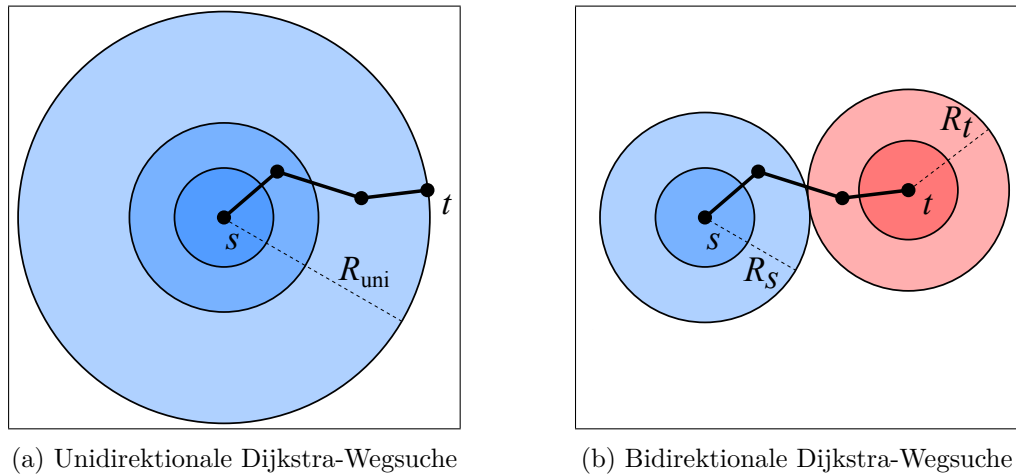 s
t
R_uni
(a) Unidirektionale Dijkstra-Wegsuche
s
t
R_s
R_t
(b) Bidirektionale Dijkstra-Wegsuche